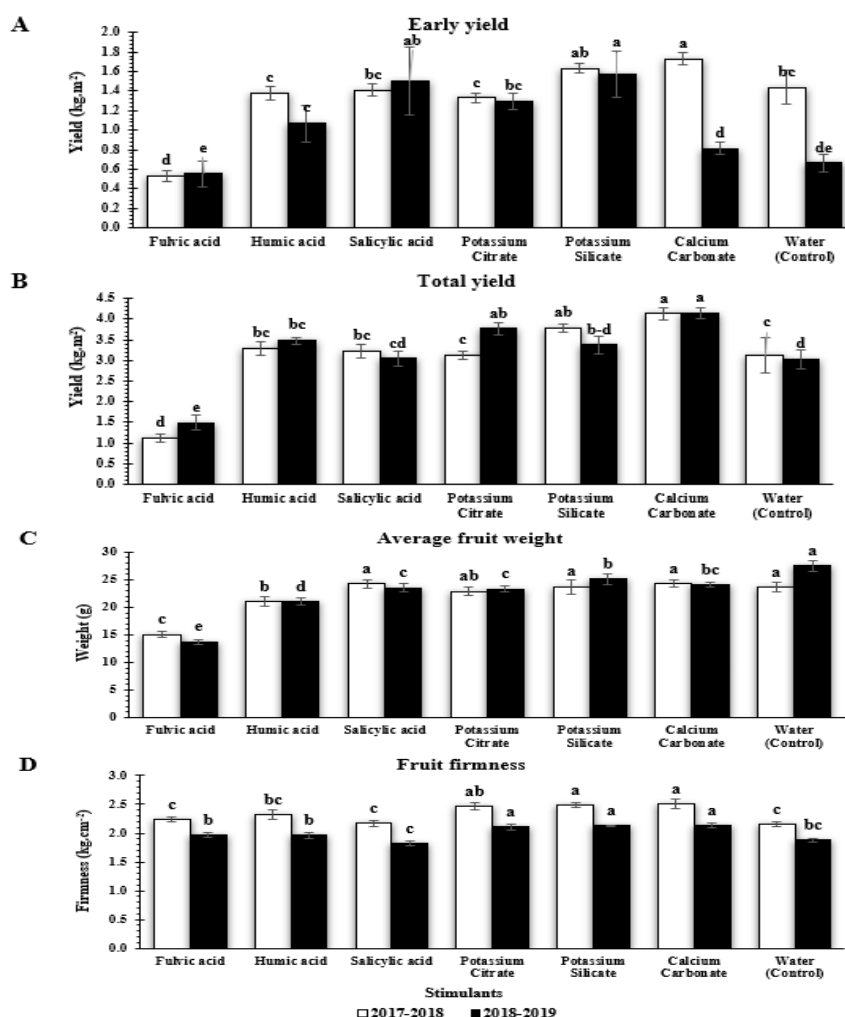 A
Early yield
Yield (kg.m²)
2.0
1.8
1.6
1.4
1.2
1.0
0.8
0.6
0.4
0.2
0.0
d e c c bc ab c bc a a a d bc de
Fulvic acid Humic acid Salicylic acid Potassium Citrate Potassium Silicate Calcium Carbonate Water (Control)
B
Total yield
Yield (kg.m²)
4.5
4.0
3.5
3.0
2.5
2.0
1.5
1.0
0.5
0.0
d e bc bc bc cd c ab ab b-d a a c d
Fulvic acid Humic acid Salicylic acid Potassium Citrate Potassium Silicate Calcium Carbonate Water (Control)
C
Average fruit weight
Weight (g)
30
25
20
15
10
5
0
c e b d a c ab c a b a bc a a
Fulvic acid Humic acid Salicylic acid Potassium Citrate Potassium Silicate Calcium Carbonate Water (Control)
D
Fruit firmness
Firmness (kg.cm⁻²)
3.0
2.5
2.0
1.5
1.0
0.5
0.0
c b bc b c c ab a a a a a c bc
Fulvic acid Humic acid Salicylic acid Potassium Citrate Potassium Silicate Calcium Carbonate Water (Control)
Stimulants
2017-2018 2018-2019